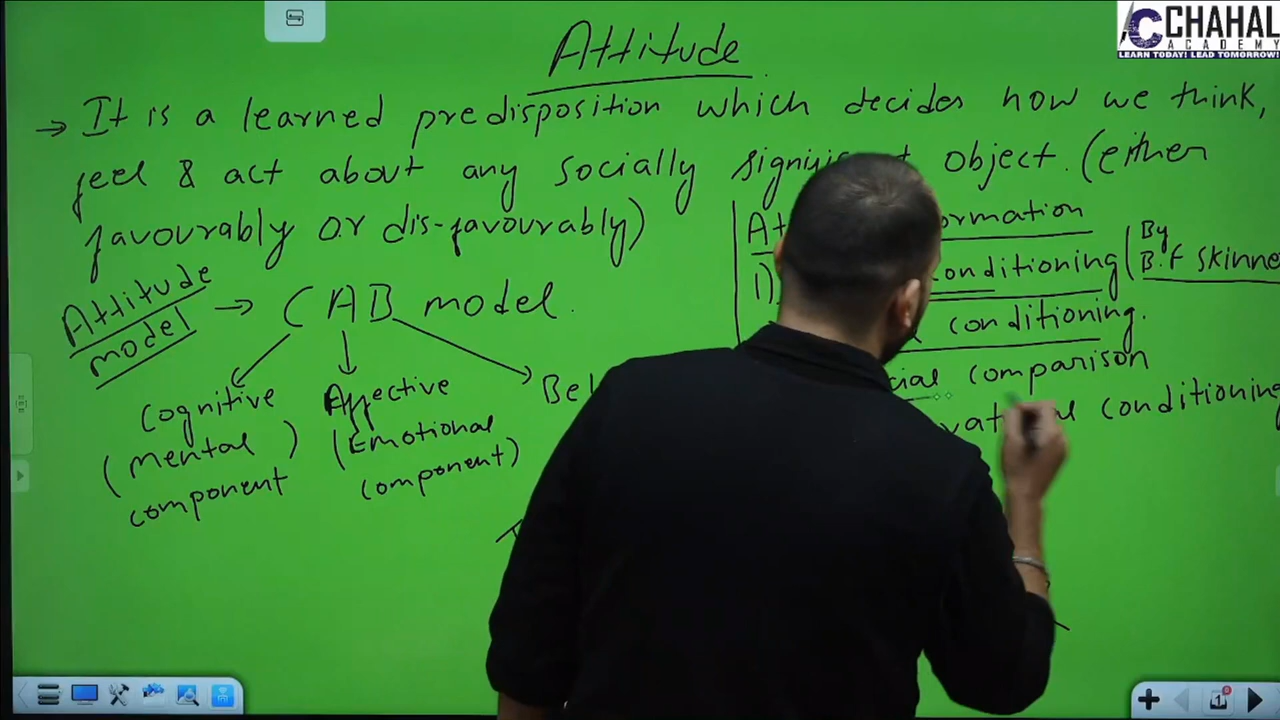 CHAHAL
ACADEMY
LEARN TODAY! LEAD TOMORROW!
Attitude
→ It is a learned predisposition which decides how we think,
feel & act about any socially object. (either
favourably or dis-favourably)
Attitude
model → CAB model.
Cognitive
(Mental)
component
Affective
(Emotional
component)
1)
conditioning (By
B.F Skinner
conditioning.
comparison
conditioning